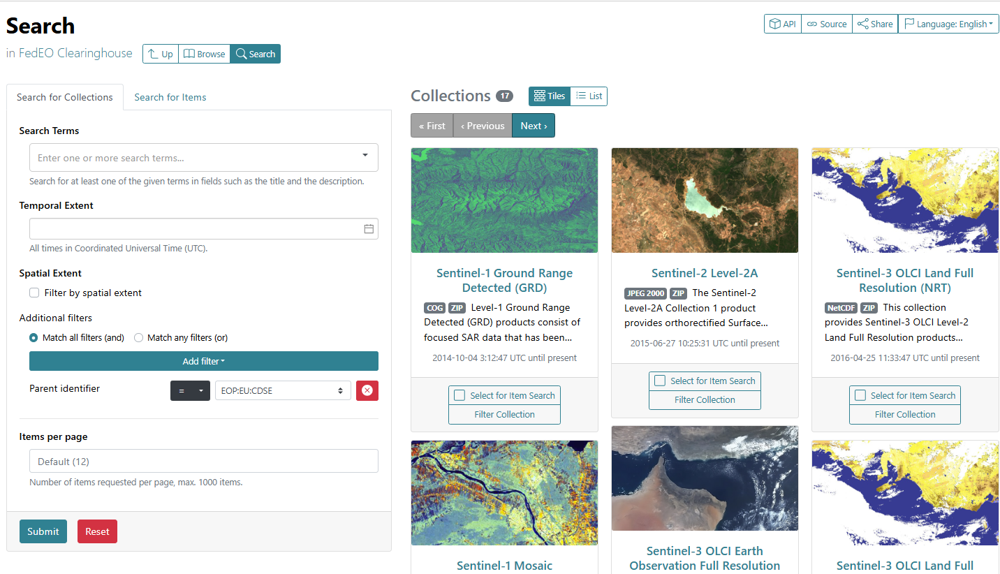 Search
API Source Share Language: English
in FedEO Clearinghouse Up Browse Search
Search for Collections Search for Items
Search Terms
Enter one or more search terms...
Search for at least one of the given terms in fields such as the title and the description.
Temporal Extent
All times in Coordinated Universal Time (UTC).
Spatial Extent
Filter by spatial extent
Additional filters
Match all filters (and) Match any filters (or)
Add filter
Parent identifier = EOP:EU:CDSE
Items per page
Default (12)
Number of items requested per page, max. 1000 items.
Submit Reset
Collections 17 Tiles List
« First ‹ Previous Next ›
Sentinel-1 Ground Range
Detected (GRD)
COG ZIP Level-1 Ground Range
Detected (GRD) products consist of
focused SAR data that has been...
2014-10-04 3:12:47 UTC until present
Select for Item Search
Filter Collection
Sentinel-2 Level-2A
JPEG 2000 ZIP The Sentinel-2
Level-2A Collection 1 product
provides orthorectified Surface...
2015-06-27 10:25:31 UTC until present
Select for Item Search
Filter Collection
Sentinel-3 OLCI Land Full
Resolution (NRT)
NetCDF ZIP This collection
provides Sentinel-3 OLCI Level-2
Land Full Resolution products...
2016-04-25 11:33:47 UTC until present
Select for Item Search
Filter Collection
Sentinel-1 Mosaic
Sentinel-3 OLCI Earth
Observation Full Resolution
Sentinel-3 OLCI Land Full